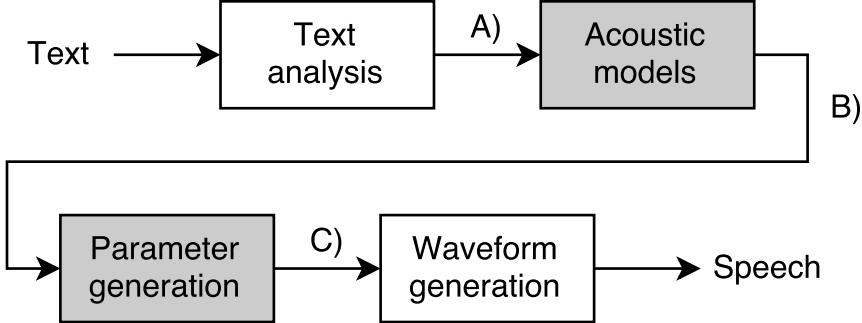 Text
Text
analysis
A)
Acoustic
models
B)
Parameter
generation
C)
Waveform
generation
Speech